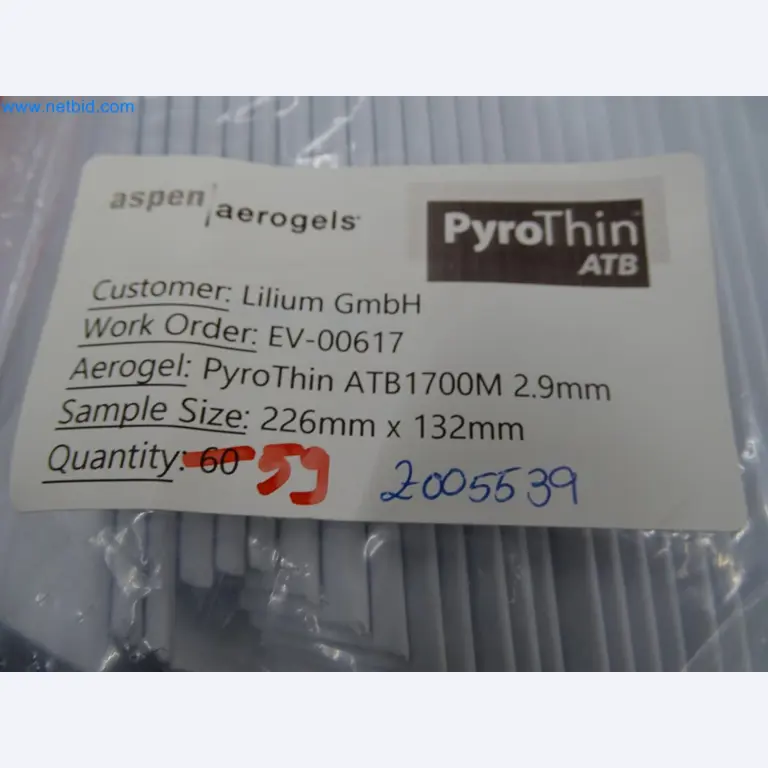 www.netbid.com
aspen aerogels
PyroThin
ATB
Customer: Lilium GmbH
Work Order: EV-00617
Aerogel: PyroThin ATB1700M 2.9mm
Sample Size: 226mm x 132mm
Quantity: 60 59 2005539